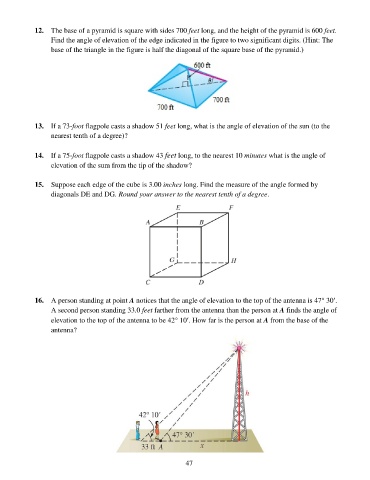 12. The base of a pyramid is square with sides 700 feet long, and the height of the pyramid is 600 feet.
Find the angle of elevation of the edge indicated in the figure to two significant digits. (Hint: The
base of the triangle in the figure is half the diagonal of the square base of the pyramid.)
600 ft
700 ft
700 ft
13. If a 73-foot flagpole casts a shadow 51 feet long, what is the angle of elevation of the sun (to the
nearest tenth of a degree)?
14. If a 75-foot flagpole casts a shadow 43 feet long, to the nearest 10 minutes what is the angle of
elevation of the sum from the tip of the shadow?
15. Suppose each edge of the cube is 3.00 inches long. Find the measure of the angle formed by
diagonals DE and DG. Round your answer to the nearest tenth of a degree.
E F
A B
G H
C D
16. A person standing at point A notices that the angle of elevation to the top of the antenna is 47° 30′.
A second person standing 33.0 feet farther from the antenna than the person at A finds the angle of
elevation to the top of the antenna to be 42° 10′. How far is the person at A from the base of the
antenna?
h
42° 10′
47° 30′
33 ft A x
47